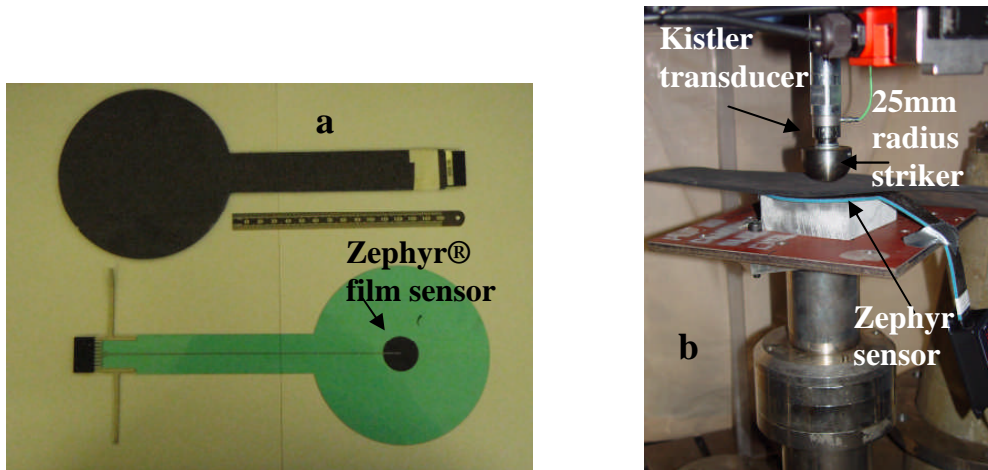 a
Zephyr®
film sensor
Kistler
transducer
25mm
radius
striker
Zephyr
sensor
b